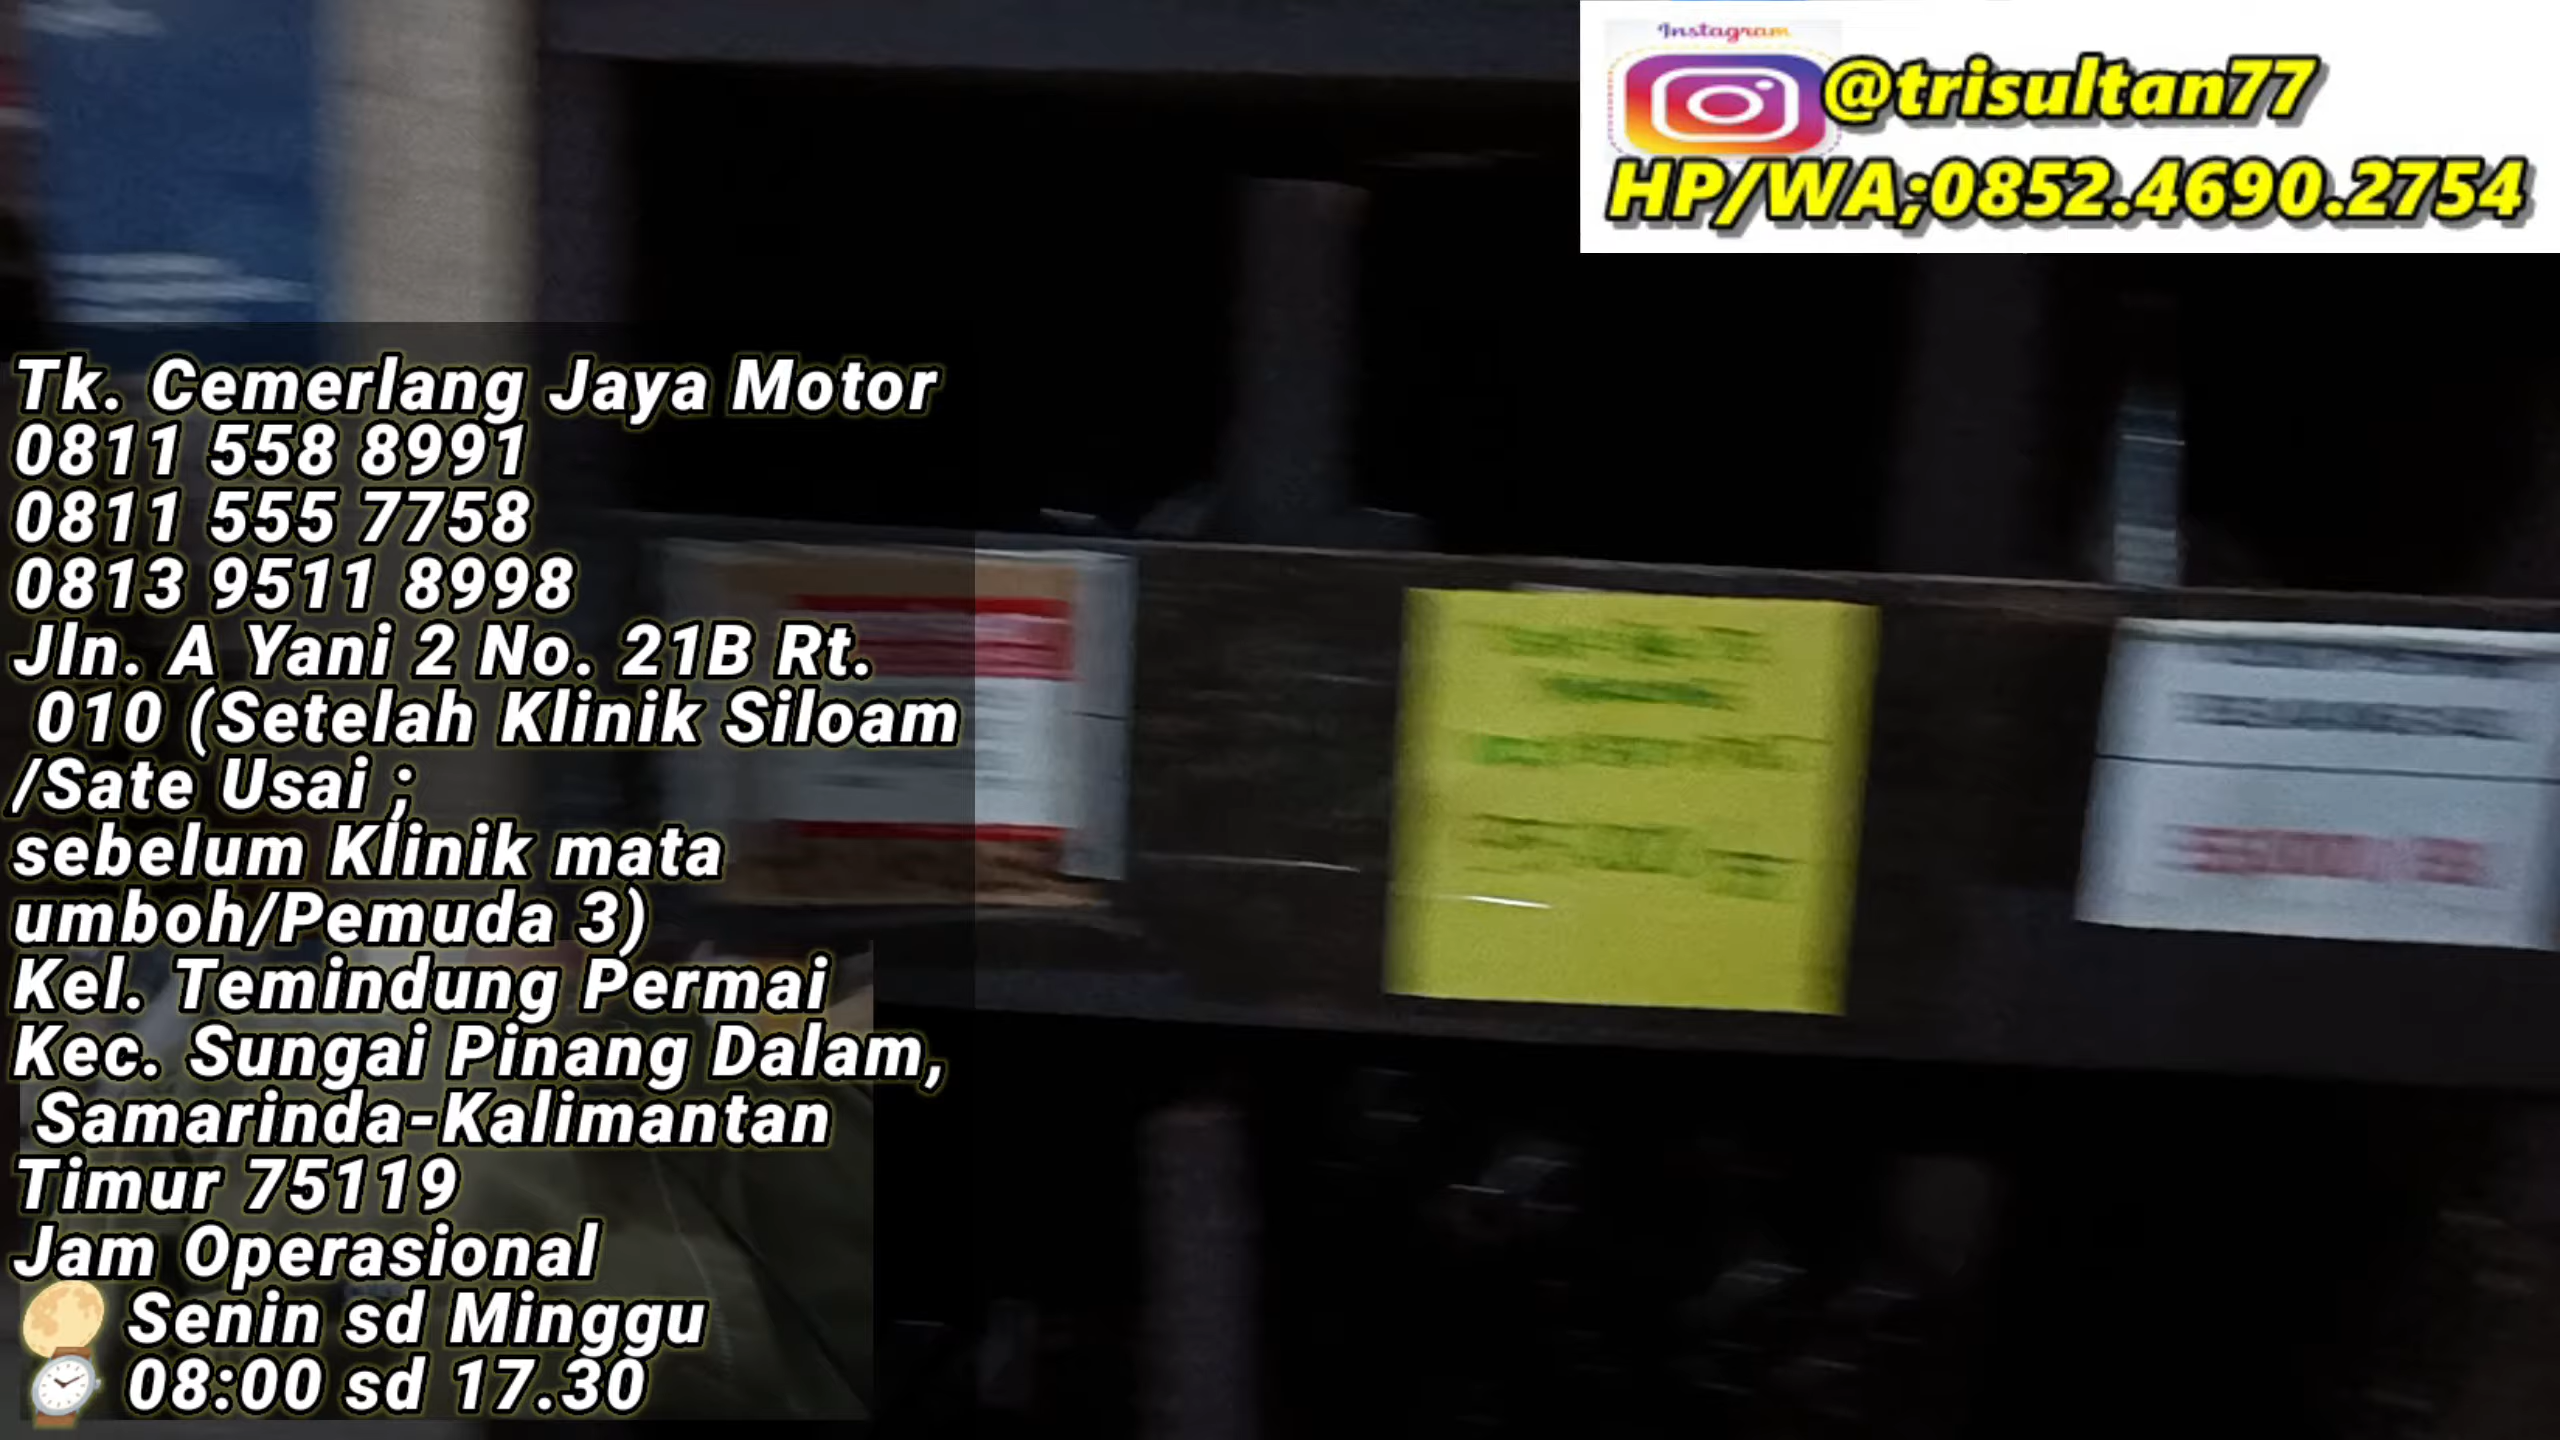 Instagram
@trisultan77
HP/WA;0852.4690.2754
Tk. Cemerlang Jaya Motor
0811 558 8991
0811 555 7758
0813 9511 8998
Jln. A Yani 2 No. 21B Rt.
010 (Setelah Klinik Siloam
/Sate Usai ;
sebelum Klinik mata
umboh/Pemuda 3)
Kel. Temindung Permai
Kec. Sungai Pinang Dalam,
Samarinda-Kalimantan
Timur 75119
Jam Operasional
Senin sd Minggu
08:00 sd 17.30